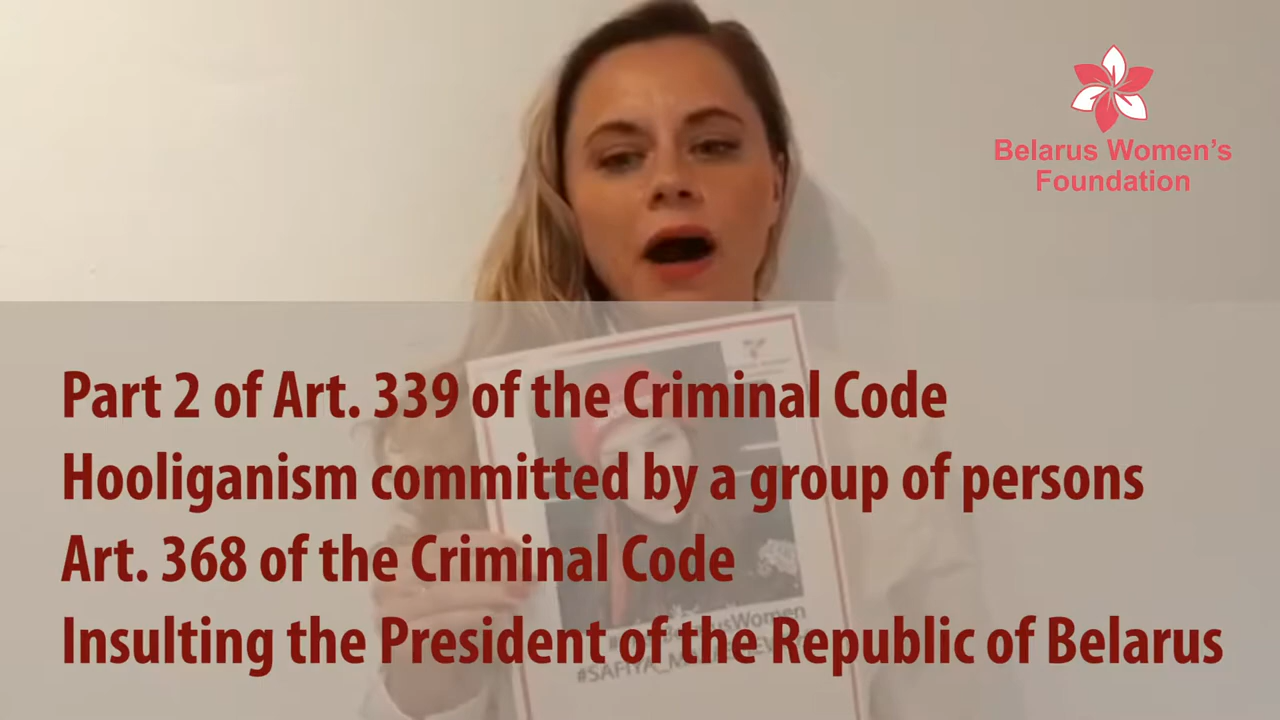 Belarus Women's
Foundation
Part 2 of Art. 339 of the Criminal Code
Hooliganism committed by a group of persons
Art. 368 of the Criminal Code
Insulting the President of the Republic of Belarus